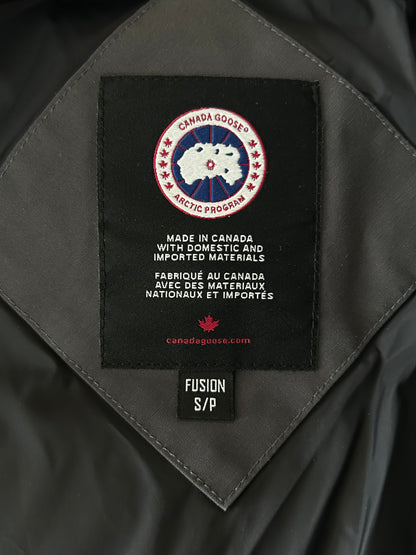 CANADA GOOSE®
ARCTIC PROGRAM
MADE IN CANADA
WITH DOMESTIC AND
IMPORTED MATERIALS
FABRIQUÉ AU CANADA
AVEC DES MATERIAUX
NATIONAUX ET IMPORTÉS
canadagoose.com
FUSION
S/P